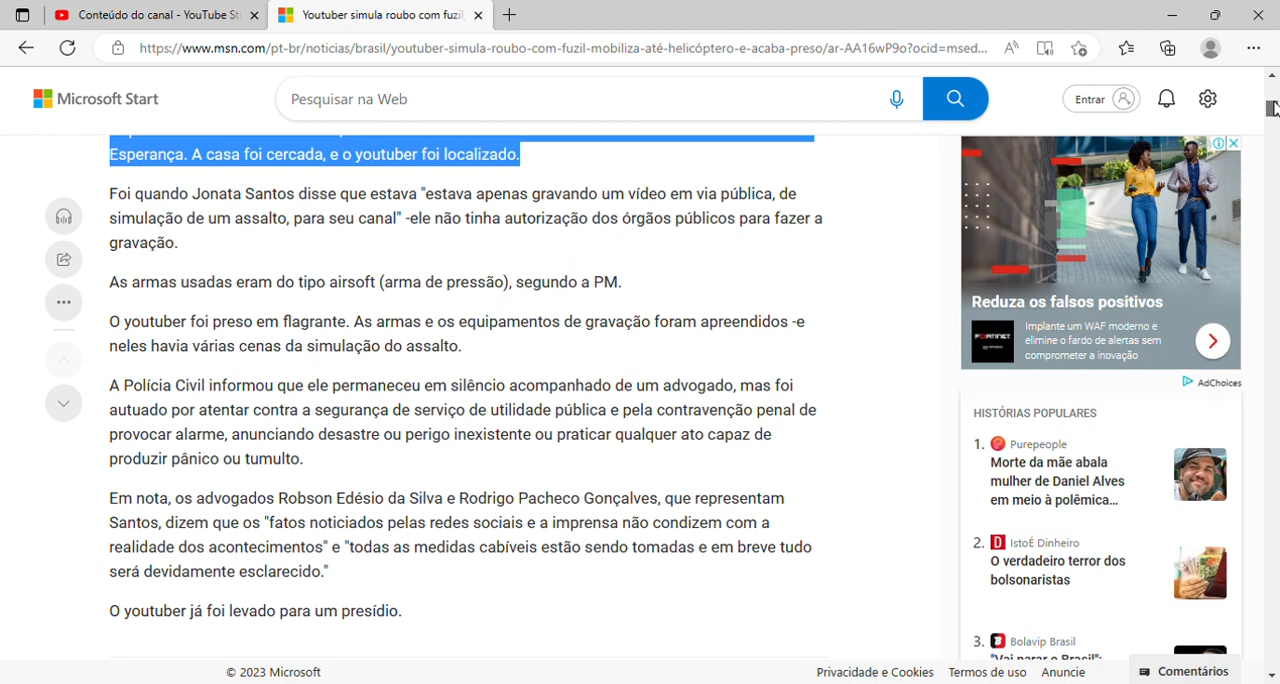 Conteúdo do canal - YouTube St
Youtuber simula roubo com fuzil,
https://www.msn.com/pt-br/noticias/brasil/youtuber-simula-roubo-com-fuzil-mobiliza-até-helicóptero-e-acaba-preso/ar-AA16wP9o?ocid=msed...
Microsoft Start
Pesquisar na Web
Entrar
Esperança. A casa foi cercada, e o youtuber foi localizado.
Foi quando Jonata Santos disse que estava "estava apenas gravando um vídeo em via pública, de
simulação de um assalto, para seu canal" -ele não tinha autorização dos órgãos públicos para fazer a
gravação.
As armas usadas eram do tipo airsoft (arma de pressão), segundo a PM.
O youtuber foi preso em flagrante. As armas e os equipamentos de gravação foram apreendidos -e
neles havia várias cenas da simulação do assalto.
A Polícia Civil informou que ele permaneceu em silêncio acompanhado de um advogado, mas foi
autuado por atentar contra a segurança de serviço de utilidade pública e pela contravenção penal de
provocar alarme, anunciando desastre ou perigo inexistente ou praticar qualquer ato capaz de
produzir pânico ou tumulto.
Em nota, os advogados Robson Edésio da Silva e Rodrigo Pacheco Gonçalves, que representam
Santos, dizem que os "fatos noticiados pelas redes sociais e a imprensa não condizem com a
realidade dos acontecimentos" e "todas as medidas cabíveis estão sendo tomadas e em breve tudo
será devidamente esclarecido."
O youtuber já foi levado para um presídio.
Reduza os falsos positivos
FORTINET
Implante um WAF moderno e
elimine o fardo de alertas sem
comprometer a inovação
AdChoices
HISTÓRIAS POPULARES
1. Purepeople
Morte da mãe abala
mulher de Daniel Alves
em meio à polêmica...
2. IstoÉ Dinheiro
O verdadeiro terror dos
bolsonaristas
3. Bolavip Brasil
"Vai parar o Brasil":
© 2023 Microsoft
Privacidade e Cookies
Termos de uso
Anuncie
Comentários